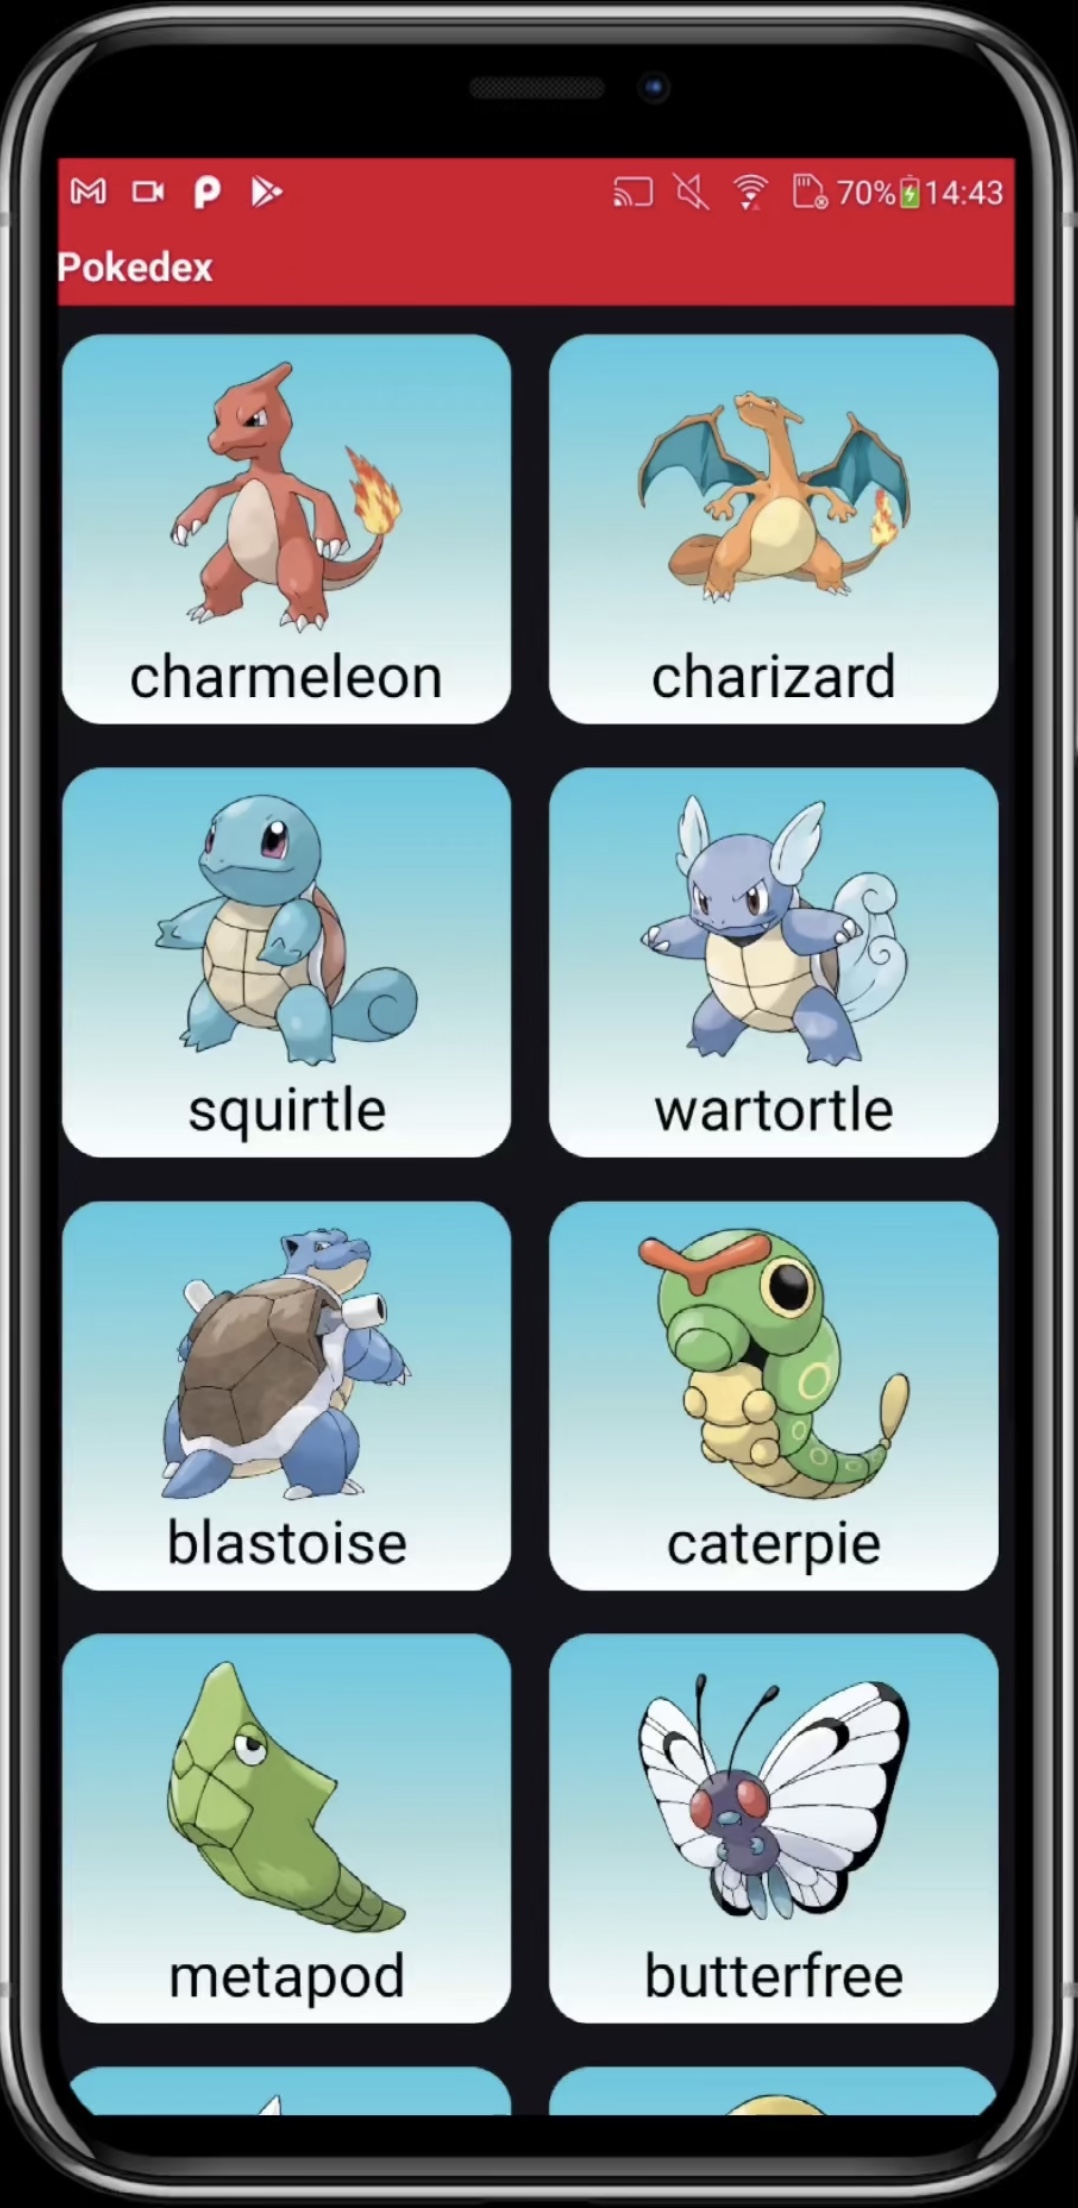 70% 14:43
Pokedex
charmeleon
charizard
squirtle
wartortle
blastoise
caterpie
metapod
butterfree